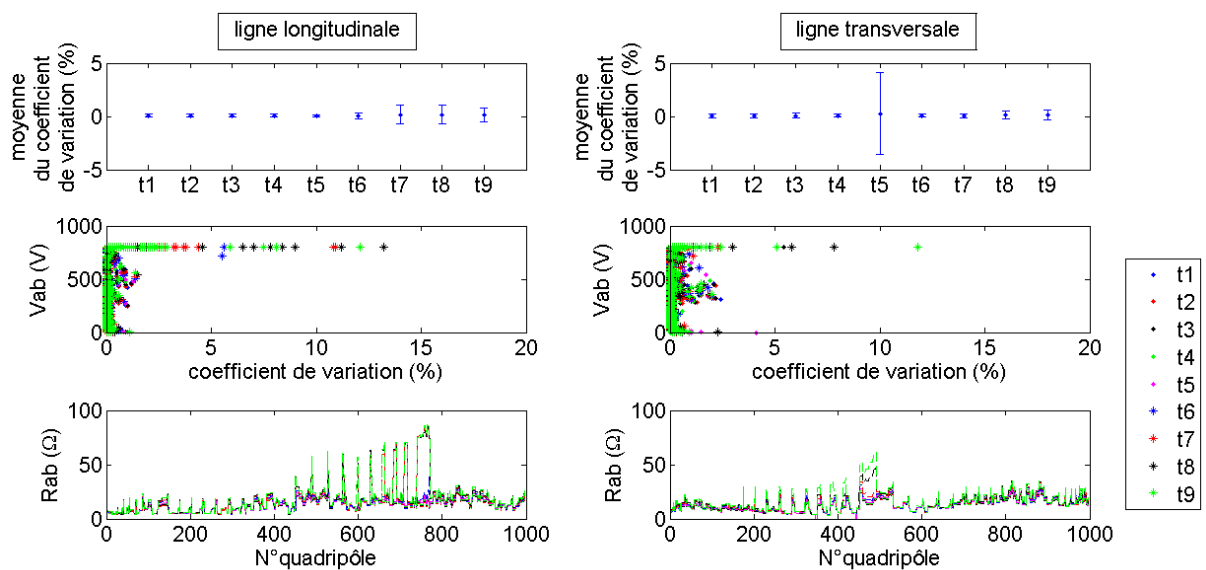 ligne longitudinale
moyenne
du coefficient
de variation (%)
5
0
-5
t1 t2 t3 t4 t5 t6 t7 t8 t9
Vab (V)
1000
500
0
0 5 10 15 20
coefficient de variation (%)
Rab (Ω)
100
50
0
0 200 400 600 800 1000
N°quadripôle
ligne transversale
moyenne
du coefficient
de variation (%)
5
0
-5
t1 t2 t3 t4 t5 t6 t7 t8 t9
Vab (V)
1000
500
0
0 5 10 15 20
coefficient de variation (%)
Rab (Ω)
100
50
0
0 200 400 600 800 1000
N°quadripôle
t1
t2
t3
t4
t5
t6
t7
t8
t9